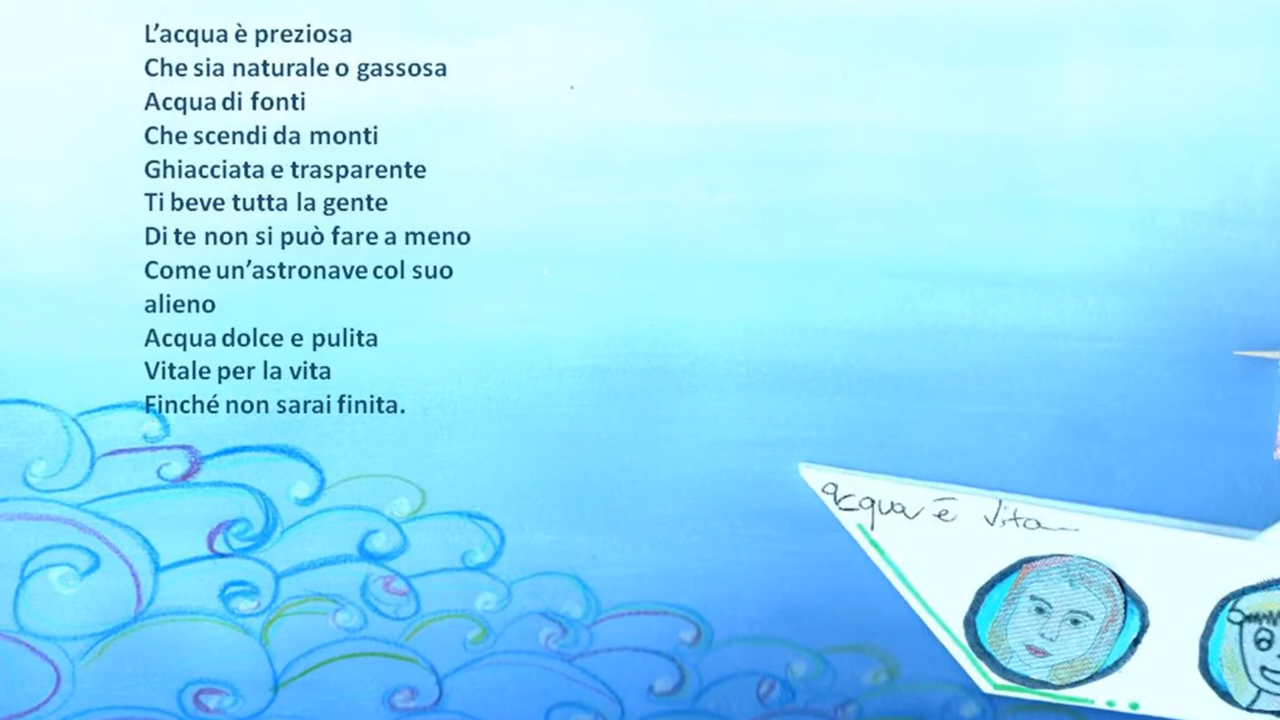 L’acqua è preziosa
Che sia naturale o gassosa
Acqua di fonti
Che scendi da monti
Ghiacciata e trasparente
Ti beve tutta la gente
Di te non si può fare a meno
Come un’astronave col suo
alieno
Acqua dolce e pulita
Vitale per la vita
Finché non sarai finita.
acqua è vita